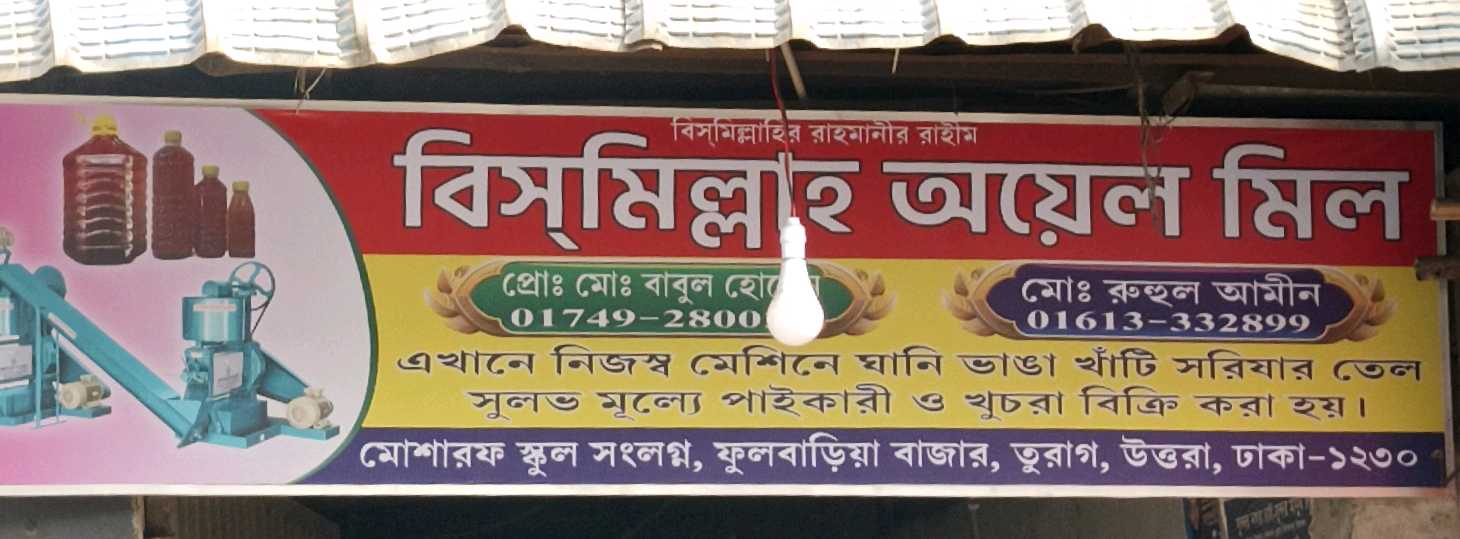 বিস্‌মিল্লাহির রাহমানীর রাহীম
বিস্‌মিল্লাহ অয়েল মিল
প্রোঃ মোঃ বাবুল
মোঃ রুহুল আমীন
01613-332899
এখানে নিজস্ব মেশিনে ঘানি ভাঙা খাঁটি সরিষার তেল
সুলভ মূল্যে পাইকারী ও খুচরা বিক্রি করা হয়।
মোশারফ স্কুল সংলগ্ন, ফুলবাড়িয়া বাজার, তুরাগ, উত্তরা, ঢাকা-১২৩০